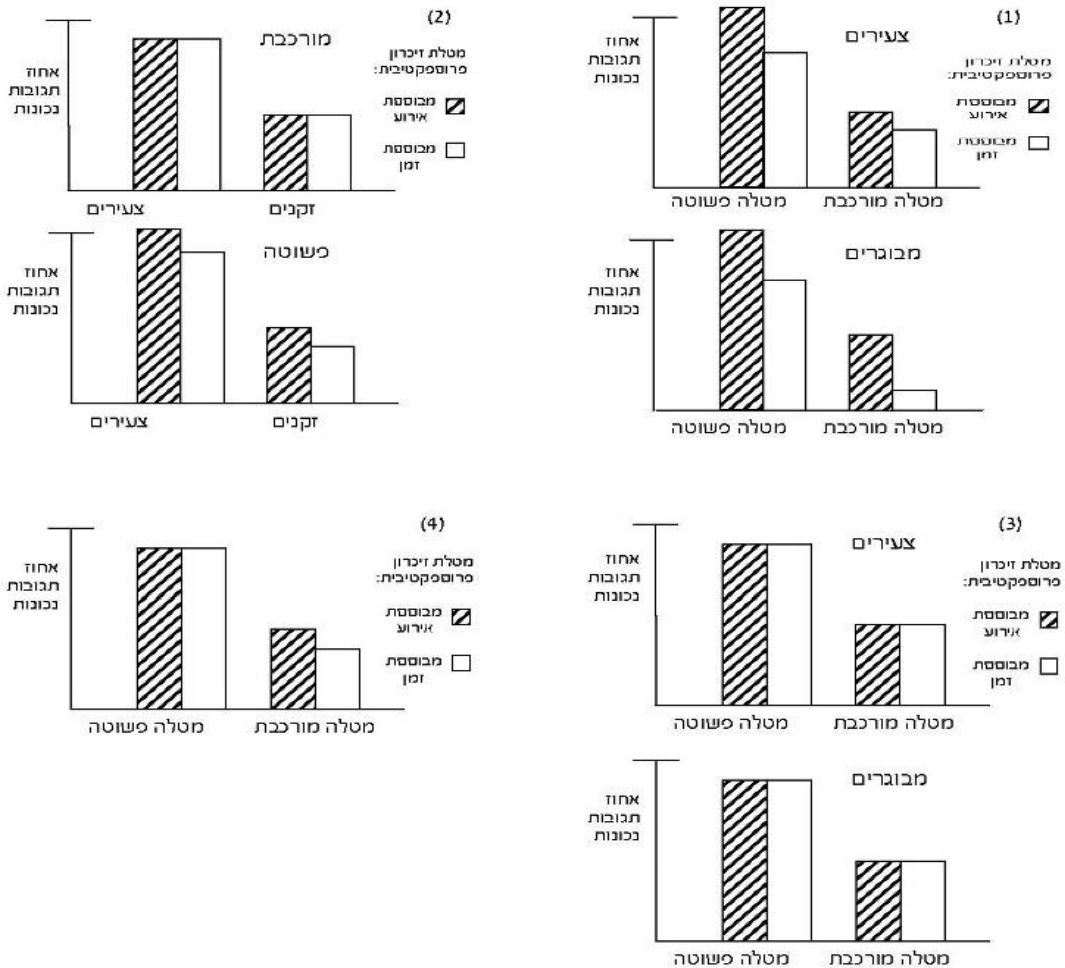 (1)
צעירים
מטלת זיכרון
פרוספקטיבית:
מבוססת
אירוע
מבוססת
זמן
אחוז
תגובות
נכונות
מטלה פשוטה
מטלה מורכבת
מבוגרים
אחוז
תגובות
נכונות
מטלה פשוטה
מטלה מורכבת
(2)
מורכבת
מטלת זיכרון
פרוספקטיבית:
מבוססת
אירוע
מבוססת
זמן
אחוז
תגובות
נכונות
צעירים
זקנים
פשוטה
אחוז
תגובות
נכונות
צעירים
זקנים
(3)
צעירים
מטלת זיכרון
פרוספקטיבית:
מבוססת
אירוע
מבוססת
זמן
אחוז
תגובות
נכונות
מטלה פשוטה
מטלה מורכבת
מבוגרים
אחוז
תגובות
נכונות
מטלה פשוטה
מטלה מורכבת
(4)
מטלת זיכרון
פרוספקטיבית:
מבוססת
אירוע
מבוססת
זמן
אחוז
תגובות
נכונות
מטלה פשוטה
מטלה מורכבת